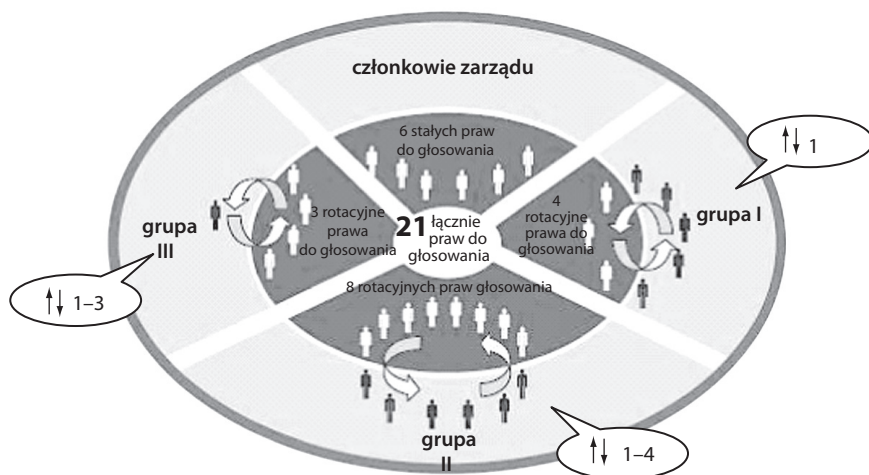 członkowie zarządu
6 stałych praw
do głosowania
1
grupa I
4
rotacyjne
prawa do
głosowania
3 rotacyjne
prawa
do głosowania
grupa
III
21 łącznie
praw do
głosowania
1–3
8 rotacyjnych praw głosowania
grupa
II
1–4